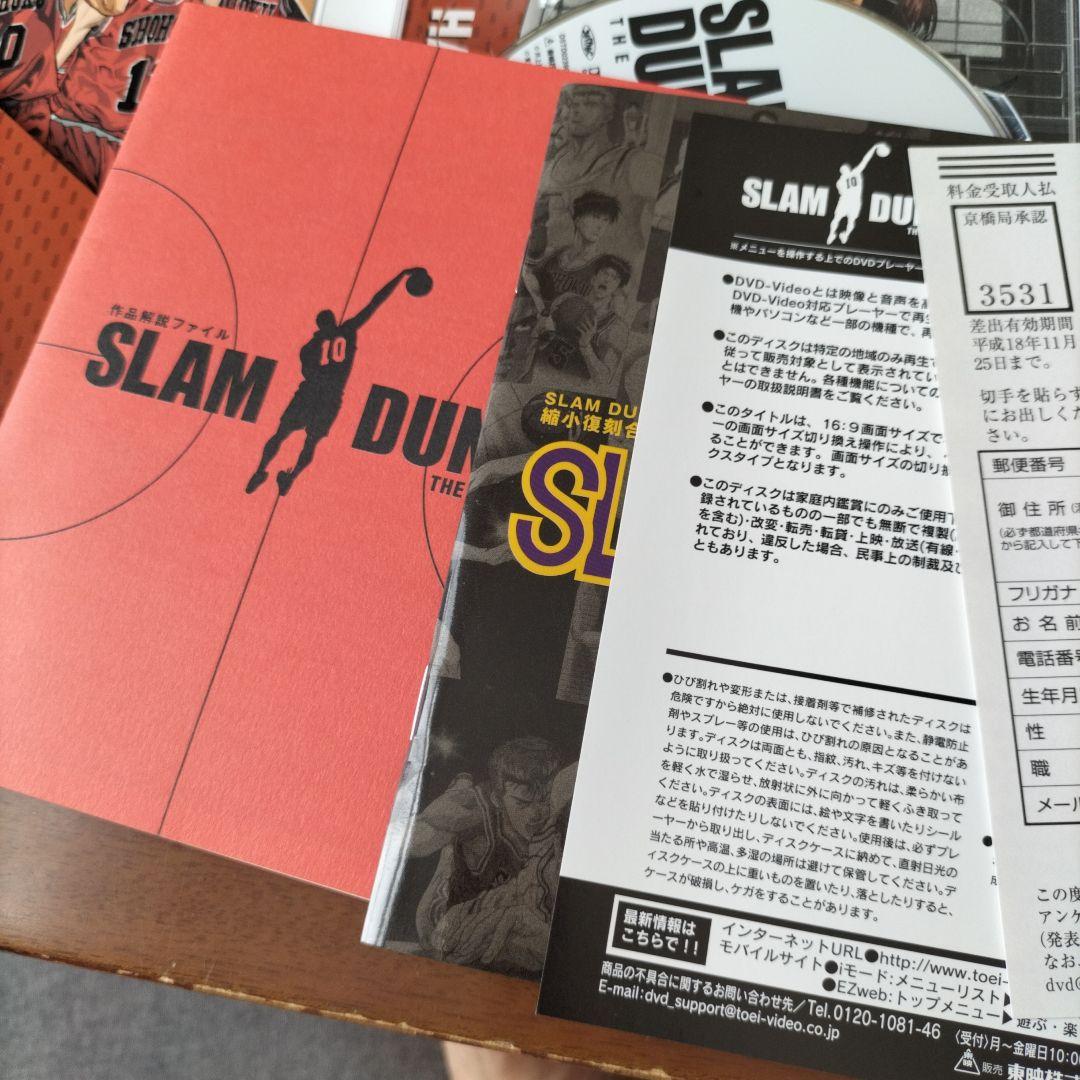 SHOHOKU
10
SLAM
DUN
THE
作品解説ファイル
SLAM
10
DUN
THE
SLAM DU
縮小復刻合
SL
SLAM
10
DU
THE
※メニューを操作する上でのDVDプレーヤー
●DVD-Videoとは映像と音声を高
DVD-Video対応プレーヤーで再生
機やパソコンなど一部の機種で、再
●このディスクは特定の地域のみ再生で
従って販売対象として表示されてい
とはできません。各種機能についての
ヤーの取扱説明書をご覧ください。
●このタイトルは、16:9画面サイズで
ーの画面サイズ切り換え操作により、
ることができます。画面サイズの切り換
クスタイプとなります。
●このディスクは家庭内鑑賞にのみご使用下
録されているものの一部でも無断で複製(
を含む)・改変・転売・転貸・上映・放送(有線・
れており、違反した場合、民事上の制裁及び
ともあります。
●ひび割れや変形または、接着剤等で補修されたディスクは
危険ですから絶対に使用しないでください。また、静電防止
剤やスプレー等の使用は、ひび割れの原因となることがあ
ります。ディスクは両面とも、指紋、汚れ、キズ等を付けない
ように取り扱ってください。ディスクの汚れは、柔らかい布
を軽く水で湿らせ、放射状に外に向かって軽くふき取って
ください。ディスクの表面には、絵や文字を書いたりシール
などを貼り付けたりしないでください。使用後は、必ずプレ
ーヤーから取り出し、ディスクケースに納めて、直射日光の
当たる所や高温、多湿の場所は避けて保管してください。デ
ィスクケースの上に重いものを置いたり、落としたりすると、
ケースが破損し、ケガをすることがあります。
最新情報は
こちらで!!
インターネットURL●http://www.toei-
モバイルサイト●iモード:メニューリスト▶
●EZweb:トップメニュー▶
遊ぶ・楽
商品の不具合に関するお問い合わせ先/Tel.0120-1081-46 〈受付〉月～金曜日10:00
E-mail:dvd_support@toei-video.co.jp
販売 東映株式
料金受取人払
京橋局承認
3531
差出有効期間
平成18年11月
25日まで。
切手を貼らず
にお出しくだ
さい。
郵便番号
御住所
(必ず都道府県
から記入して下
フリガナ
お名前
電話番号
生年月
性
職
メール
この度
アンケ
(発表
なお、
dvd@